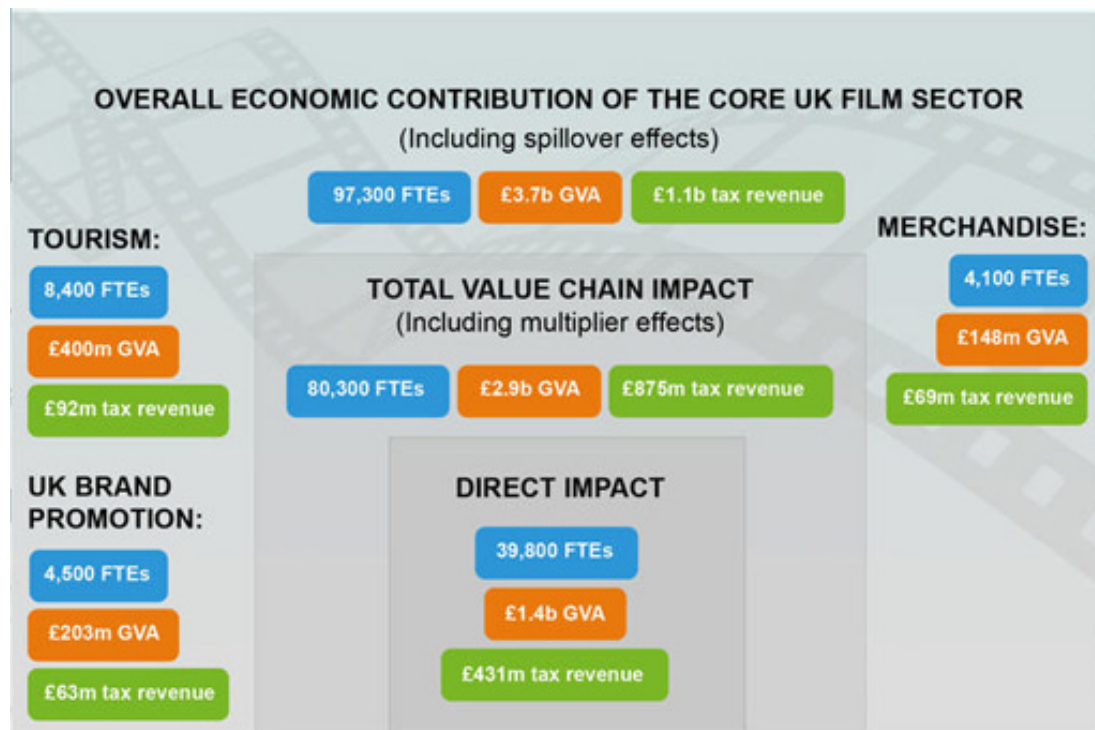 OVERALL ECONOMIC CONTRIBUTION OF THE CORE UK FILM SECTOR
(Including spillover effects)
97,300 FTEs
£3.7b GVA
£1.1b tax revenue
TOURISM:
8,400 FTEs
£400m GVA
£92m tax revenue
UK BRAND
PROMOTION:
4,500 FTEs
£203m GVA
£63m tax revenue
TOTAL VALUE CHAIN IMPACT
(Including multiplier effects)
80,300 FTEs
£2.9b GVA
£875m tax revenue
DIRECT IMPACT
39,800 FTEs
£1.4b GVA
£431m tax revenue
MERCHANDISE:
4,100 FTEs
£148m GVA
£69m tax revenue